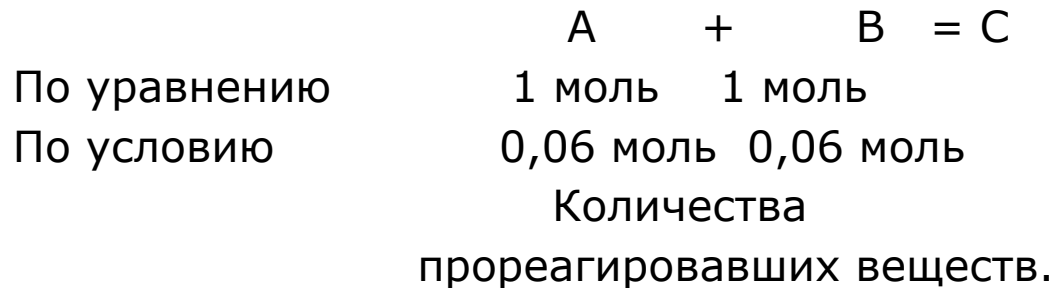 A + B = C
По уравнению 1 моль 1 моль
По условию 0,06 моль 0,06 моль
Количества
прореагировавших веществ.